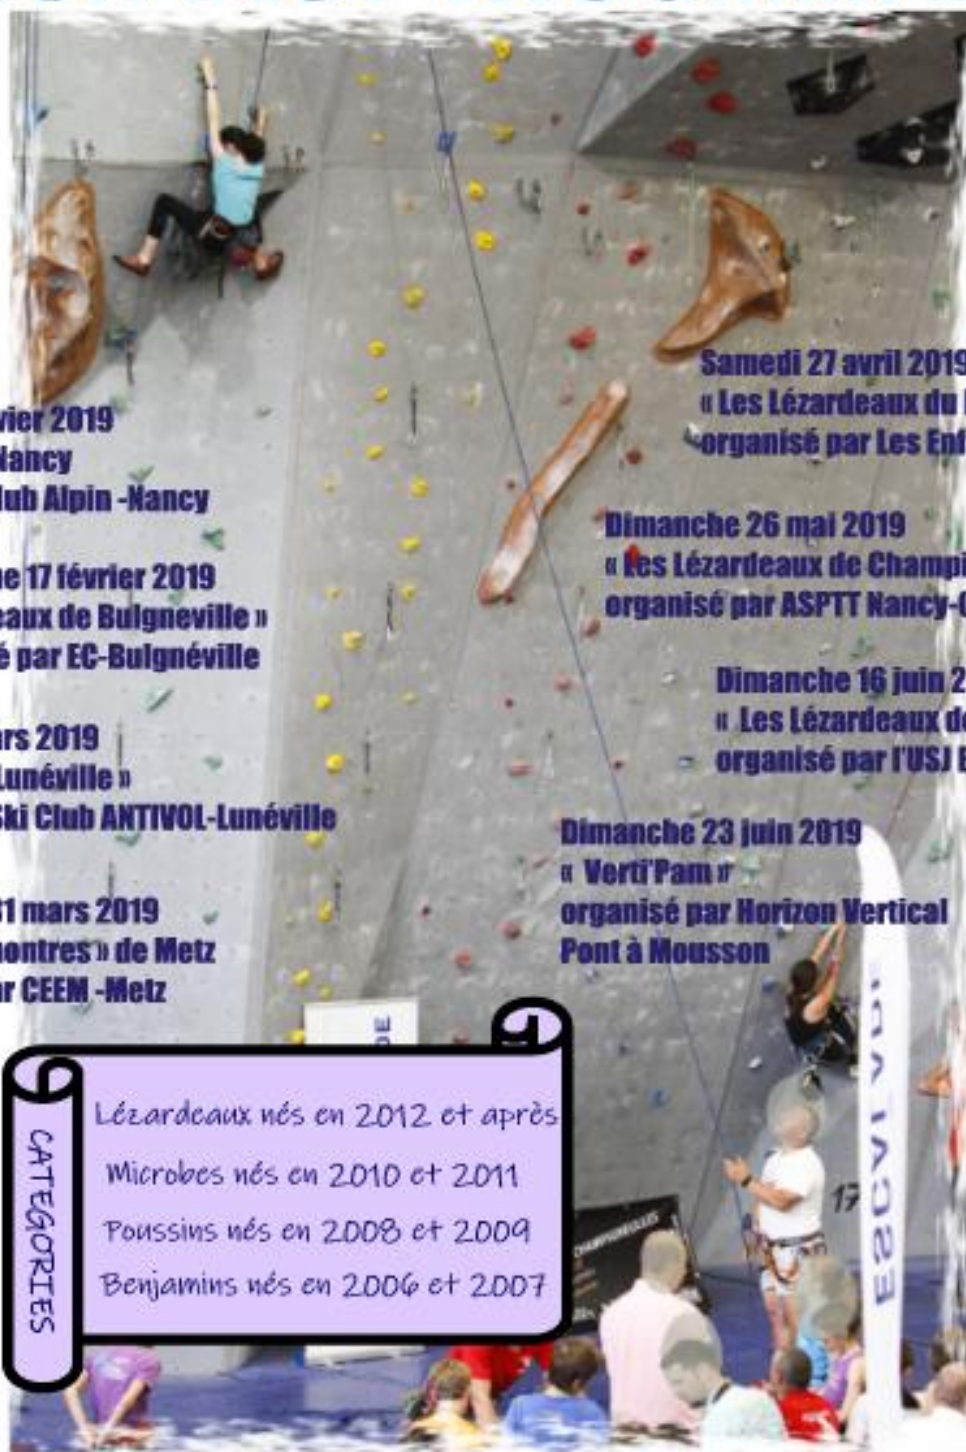 vier 2019
Nancy
lub Alpin -Nancy
e 17 février 2019
eaux de Bulgneville »
é par EC-Bulgnéville
rs 2019
Lunéville »
Ski Club ANTIVOL-Lunéville
31 mars 2019
ontres » de Metz
ar CEEM -Metz
Samedi 27 avril 2019
« Les Lézardeaux du
organisé par Les Enf
Dimanche 26 mai 2019
« Les Lézardeaux de Champi
organisé par ASPTT Nancy-
Dimanche 16 juin 2
« Les Lézardeaux de
organisé par l'USJ
Dimanche 23 juin 2019
« Verti'Pam »
organisé par Horizon Vertical
Pont à Mousson
CATEGORIES
Lézardeaux nés en 2012 et après
Microbes nés en 2010 et 2011
Poussins nés en 2008 et 2009
Benjamins nés en 2006 et 2007
DE
CHAMPIGNEULLES
17
ESCALADE